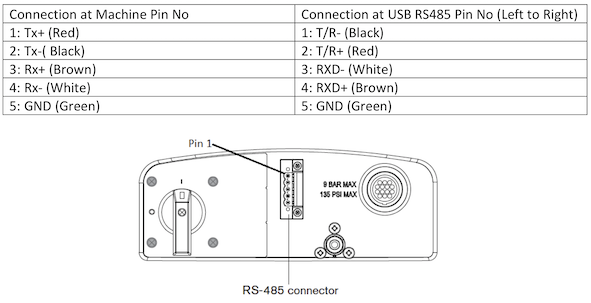 Connection at Machine Pin No Connection at USB RS485 Pin No (Left to Right)
1: Tx+ (Red) 1: T/R- (Black)
2: Tx-( Black) 2: T/R+ (Red)
3: Rx+ (Brown) 3: RXD- (White)
4: Rx- (White) 4: RXD+ (Brown)
5: GND (Green) 5: GND (Green)
Pin 1
I
9 BAR MAX
135 PSI MAX
O
RS-485 connector